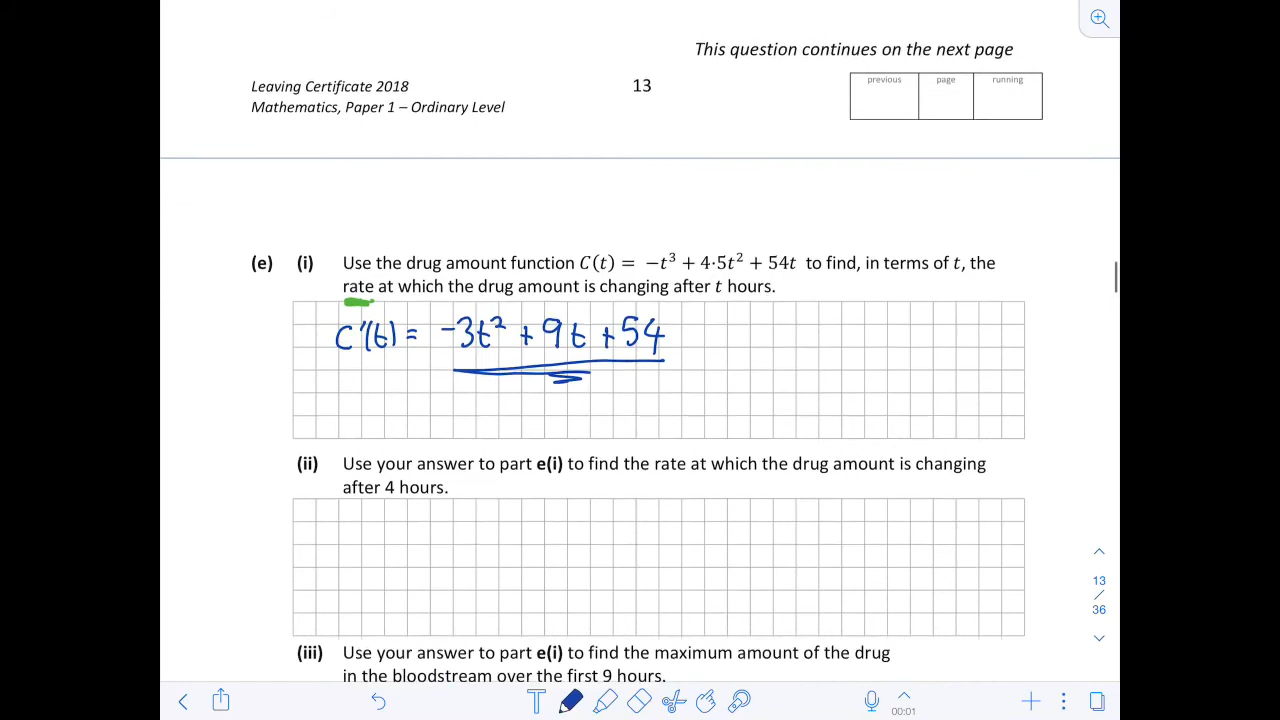 This question continues on the next page
Leaving Certificate 2018
Mathematics, Paper 1 – Ordinary Level
13
previous page running
(e) (i) Use the drug amount function C(t) = −t³ + 4·5t² + 54t to find, in terms of t, the
rate at which the drug amount is changing after t hours.
C'(t) = -3t² + 9t + 54
(ii) Use your answer to part e(i) to find the rate at which the drug amount is changing
after 4 hours.
(iii) Use your answer to part e(i) to find the maximum amount of the drug
in the bloodstream over the first 9 hours.
13
/
36
T
00:01